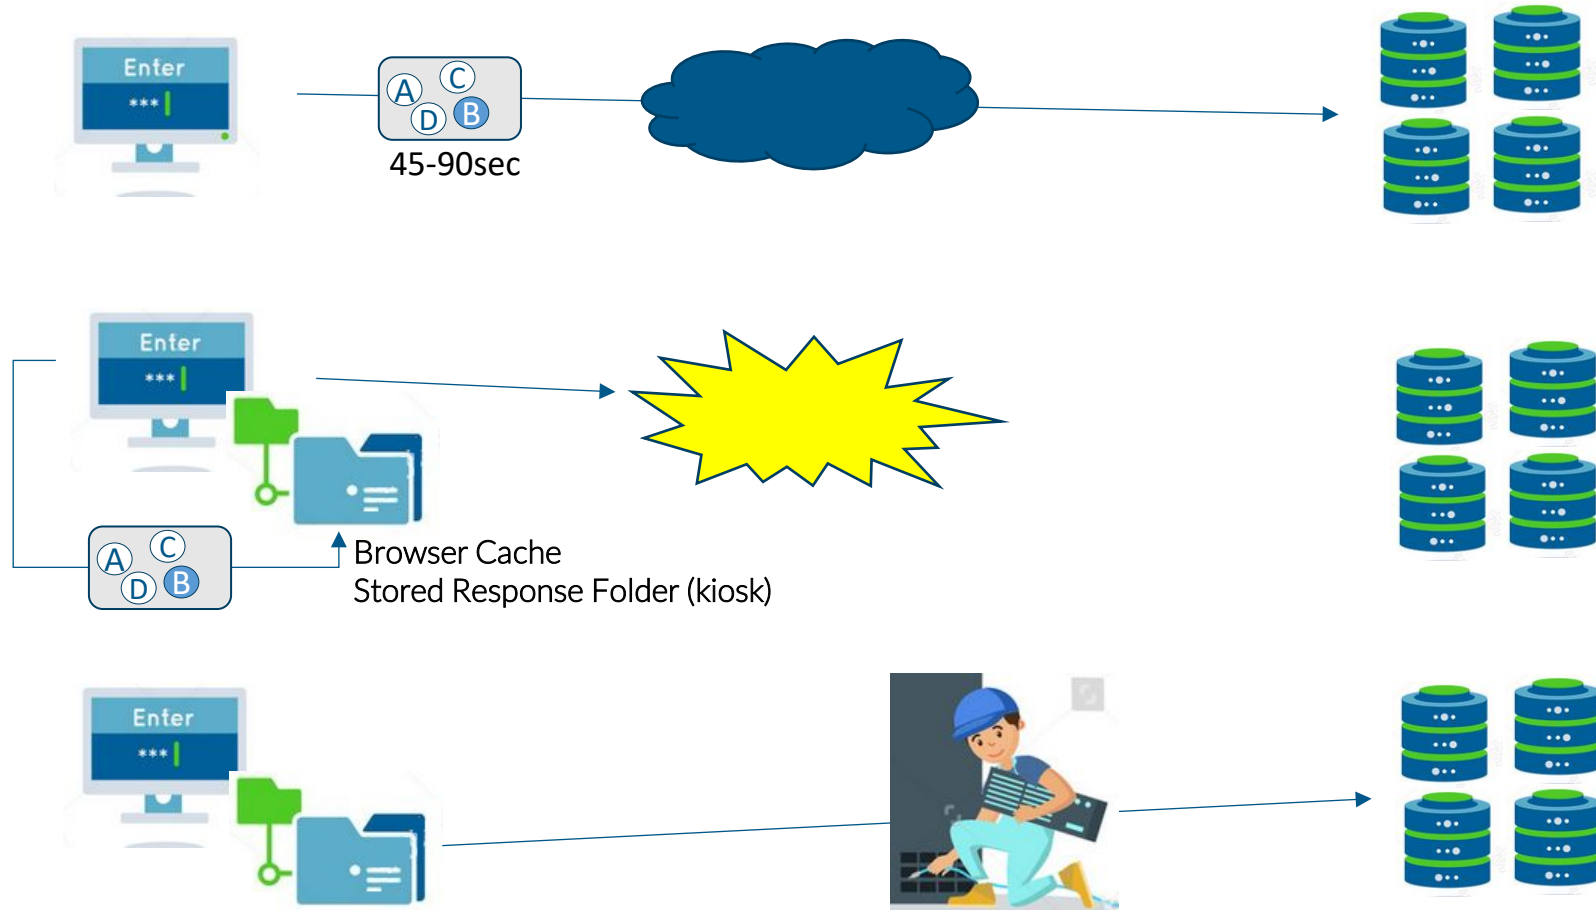 Enter
***
A
C
D
B
45-90sec
Enter
***
A
C
D
B
Browser Cache
Stored Response Folder (kiosk)
Enter
***